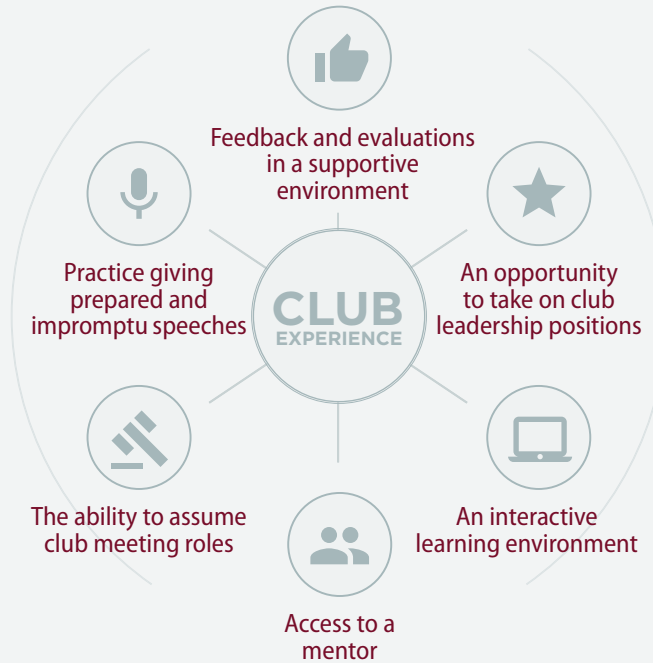 Feedback and evaluations
in a supportive
environment
Practice giving
prepared and
impromptu speeches
CLUB
EXPERIENCE
An opportunity
to take on club
leadership positions
The ability to assume
club meeting roles
An interactive
learning environment
Access to a
mentor